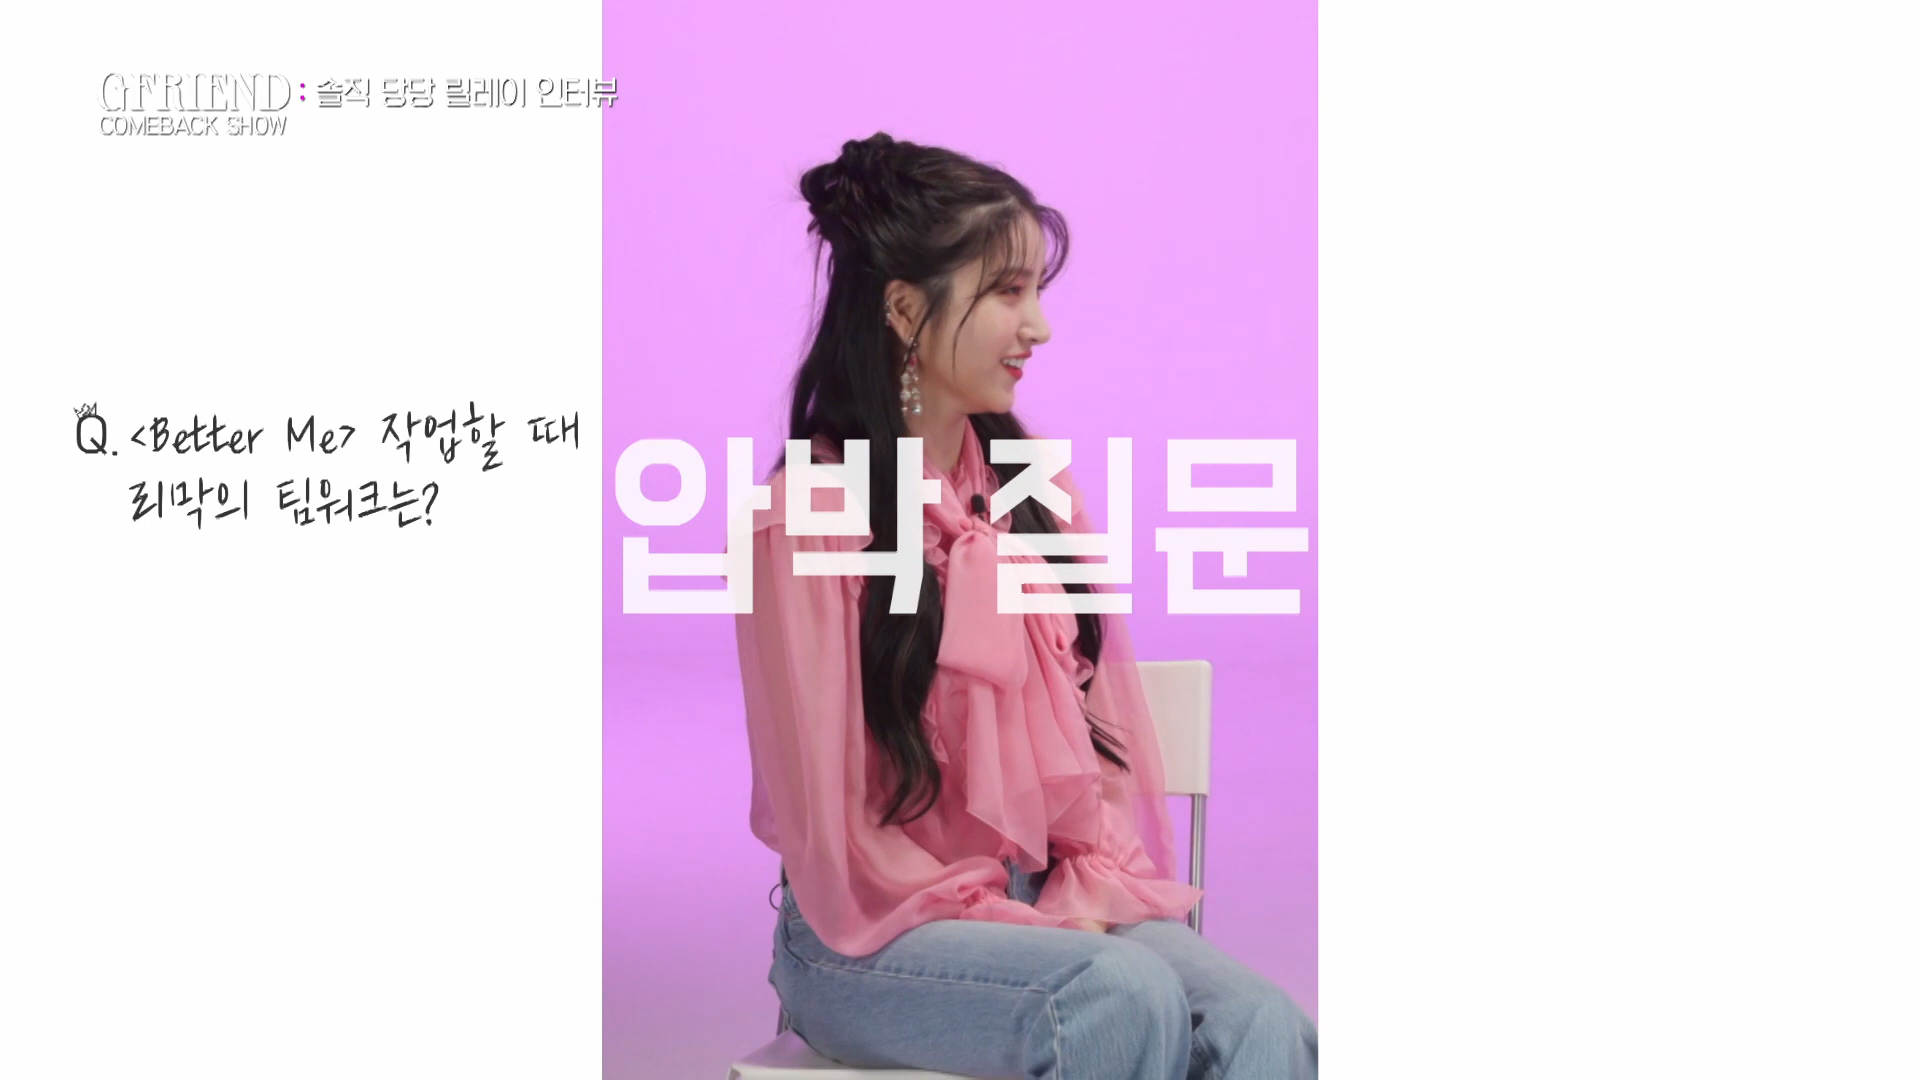 GFRIEND : 솔직 당당 릴레이 인터뷰
COMEBACK SHOW
Q. <Better Me> 작업할 때
리막의 팀워크는?
압박 질문